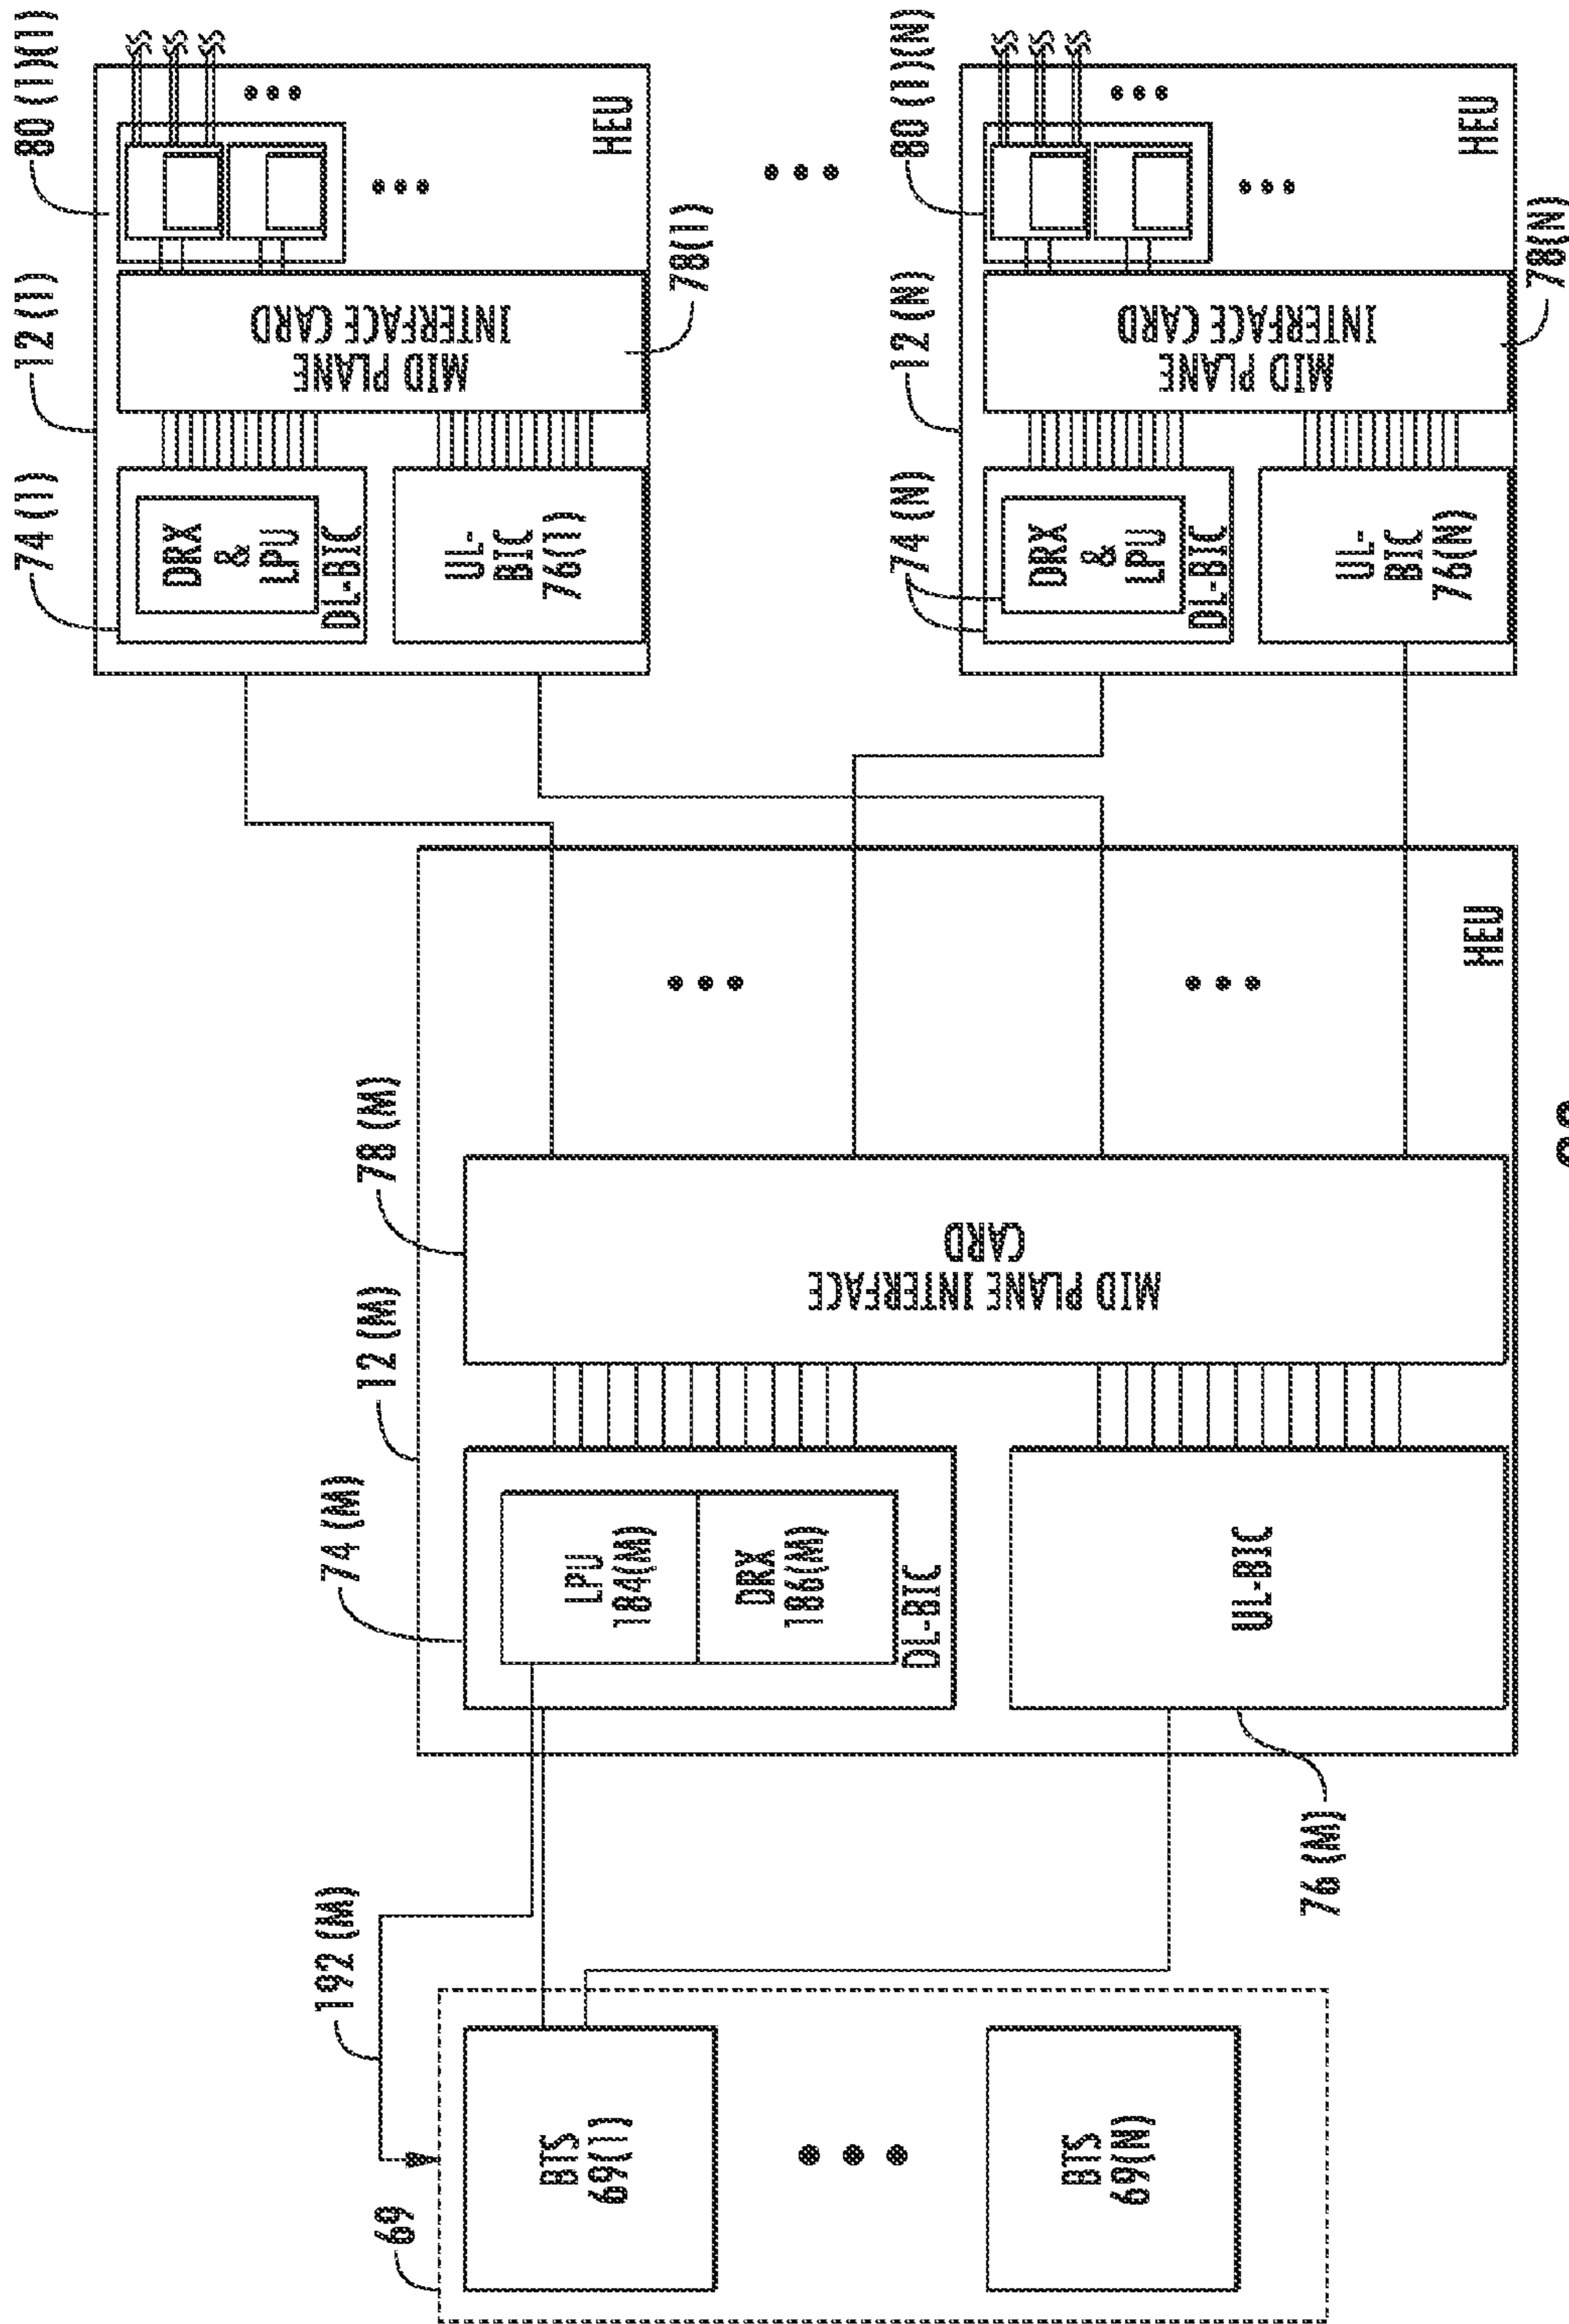 69
192 (M)
BTS
69(1)
BTS
69(N)
74 (M)
12 (M)
78 (M)
LPU
184(M)
DRX
186(M)
DL-BIC
UL-BIC
76 (M)
MID PLANE INTERFACE
CARD
HEU
74 (1)
12 (1)
80 (1)(1)
DRX
&
LPU
DL-BIC
UL-
BIC
76(1)
MID PLANE
INTERFACE CARD
78(1)
HEU
74 (N)
12 (N)
80 (1)(N)
DRX
&
LPU
DL-BIC
UL-
BIC
76(N)
MID PLANE
INTERFACE CARD
78(N)
HEU